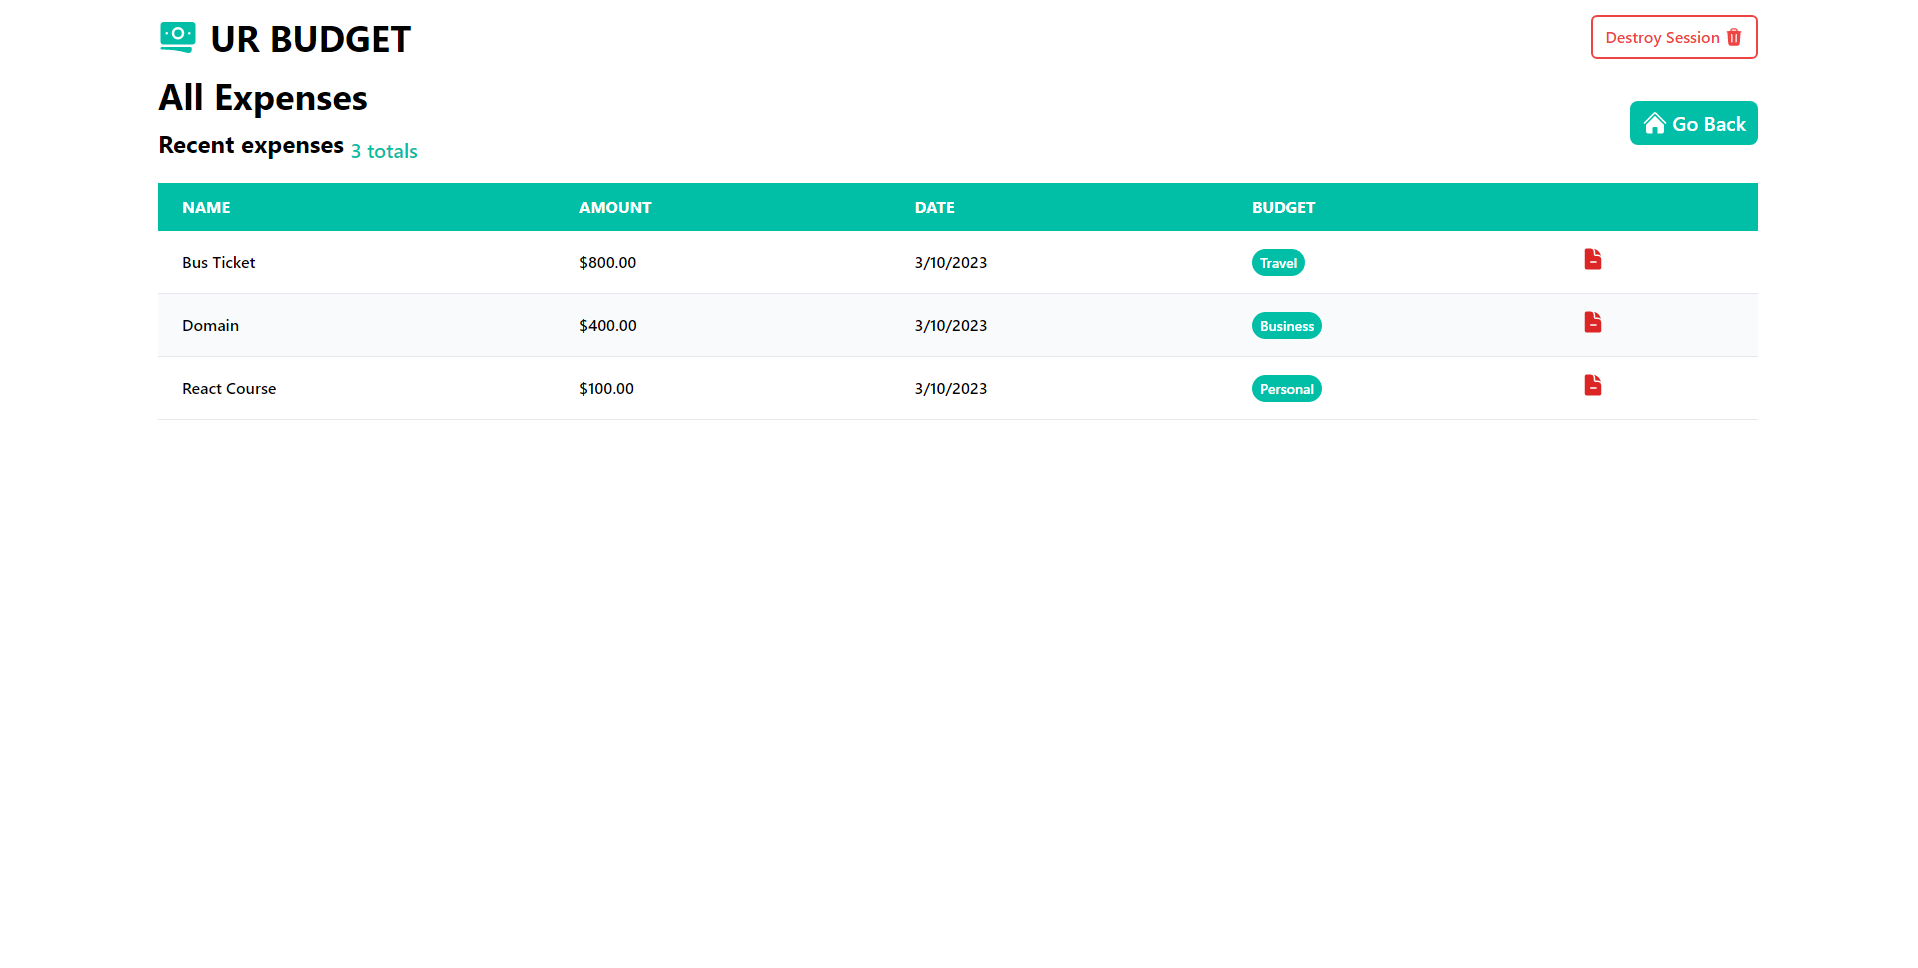 UR BUDGET
Destroy Session
All Expenses
Go Back
Recent expenses 3 totals
NAME AMOUNT DATE BUDGET
Bus Ticket $800.00 3/10/2023 Travel
Domain $400.00 3/10/2023 Business
React Course $100.00 3/10/2023 Personal